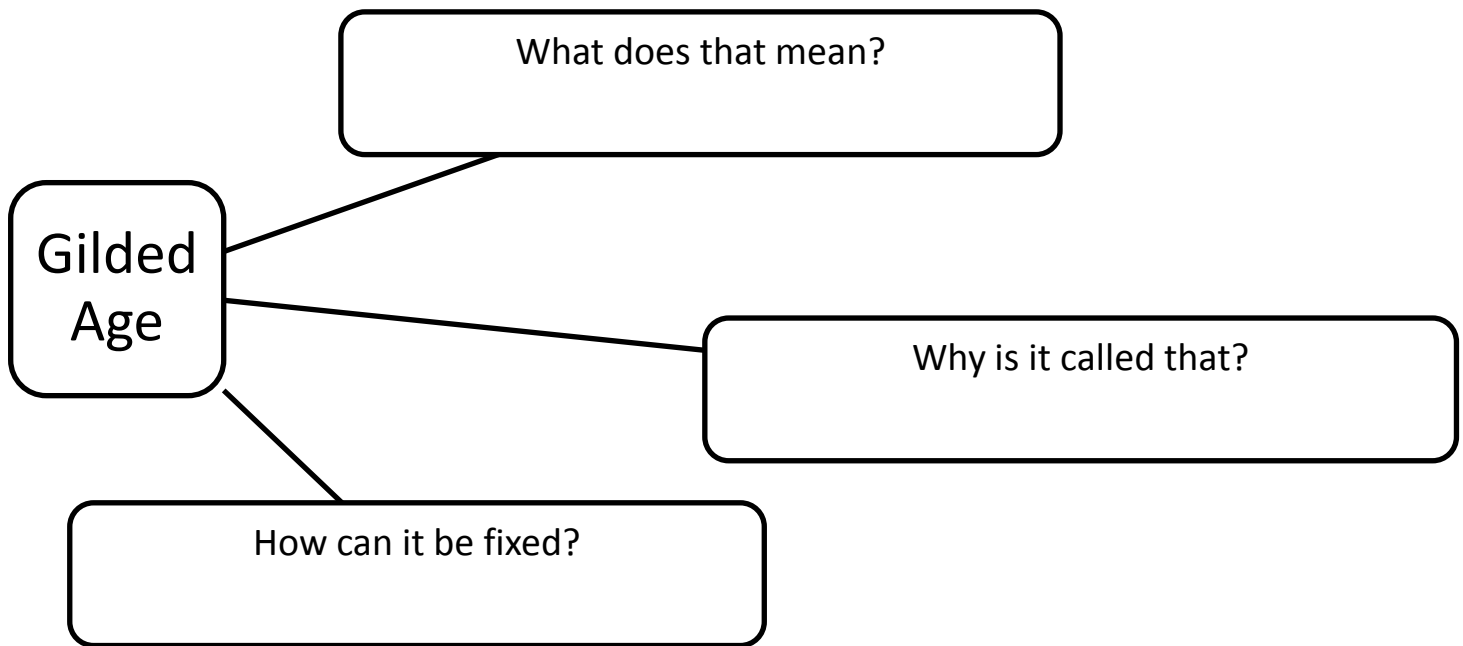 What does that mean?
Gilded
Age
Why is it called that?
How can it be fixed?